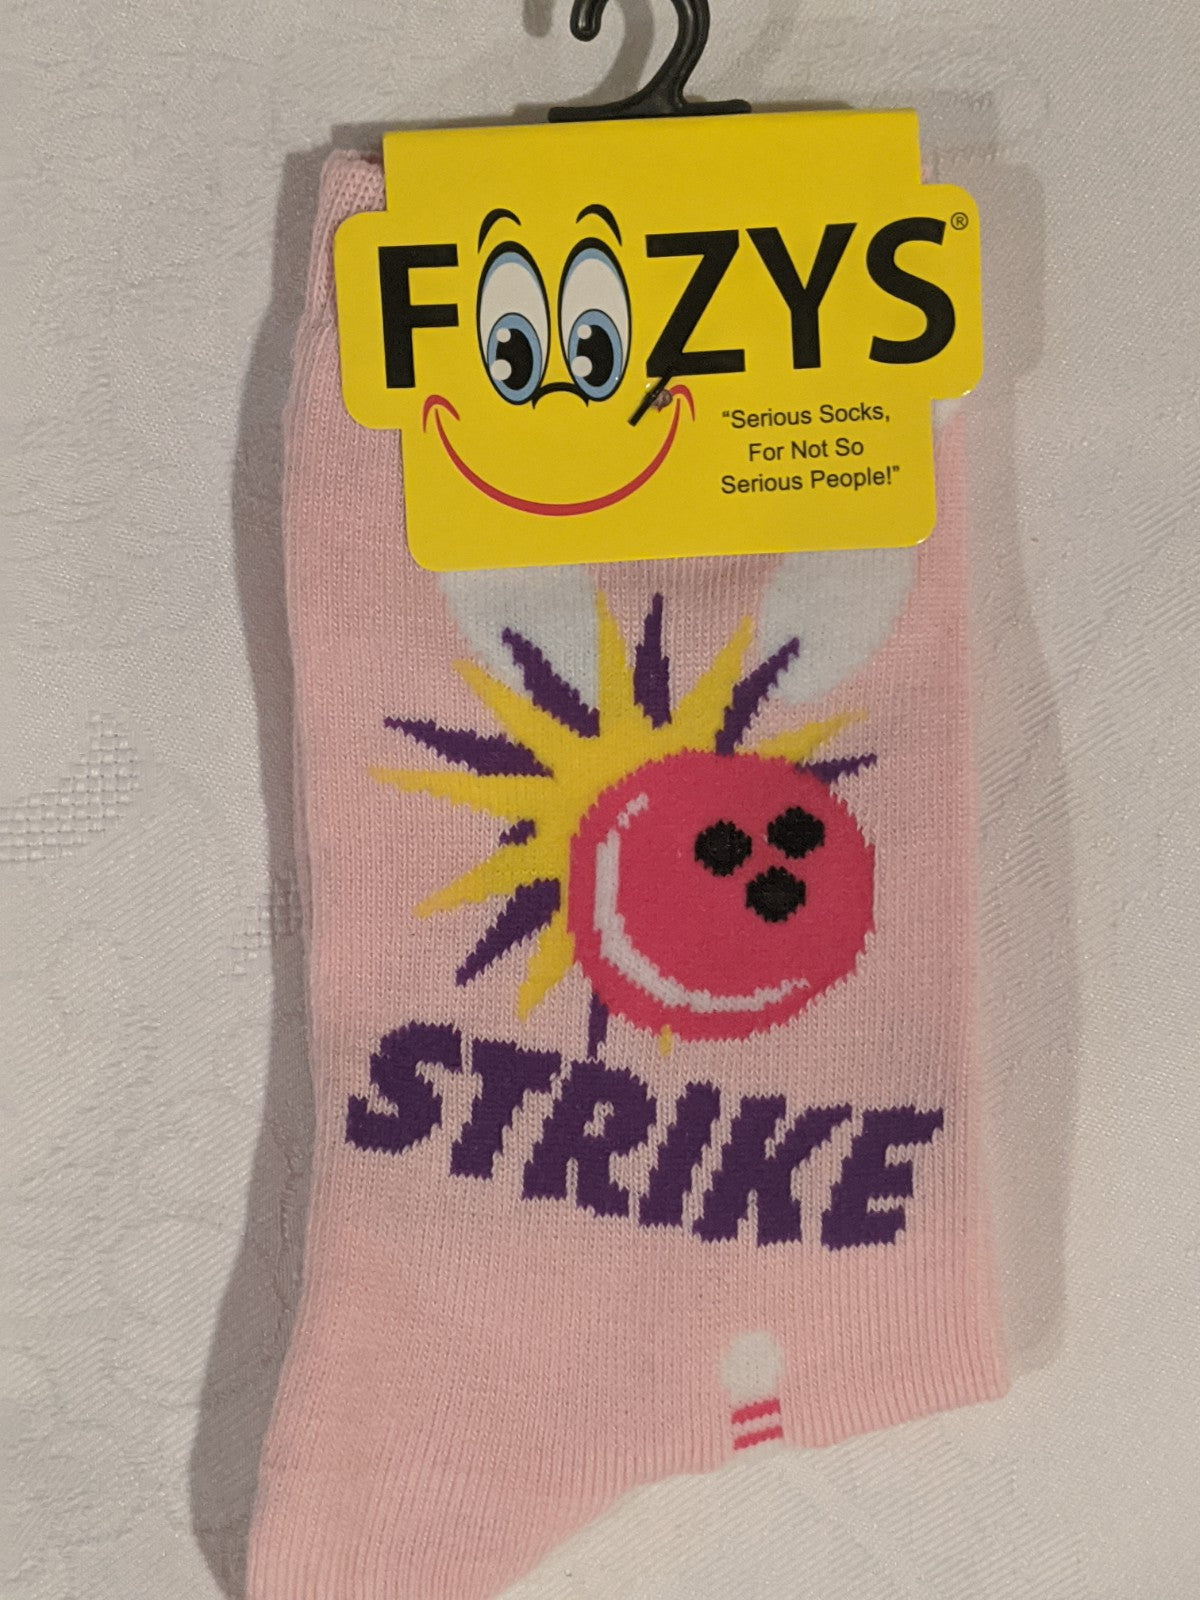 FOOZYS®
“Serious Socks,
For Not So
Serious People!”
STRIKE